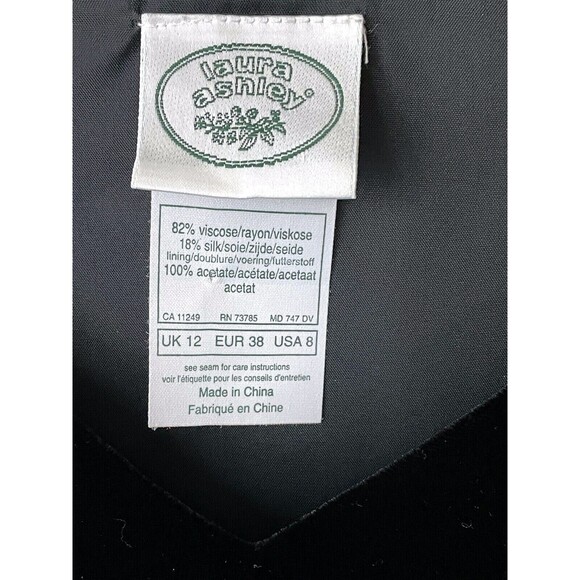 laura
ashley®
82% viscose/rayon/viskose
18% silk/soie/zijde/seide
lining/doublure/voering/futterstoff
100% acetate/acétate/acetaat
acetat
CA 11249 RN 73785 MD 747 DV
UK 12 EUR 38 USA 8
see seam for care instructions
voir l'étiquette pour les conseils d'entretien
Made in China
Fabriqué en Chine